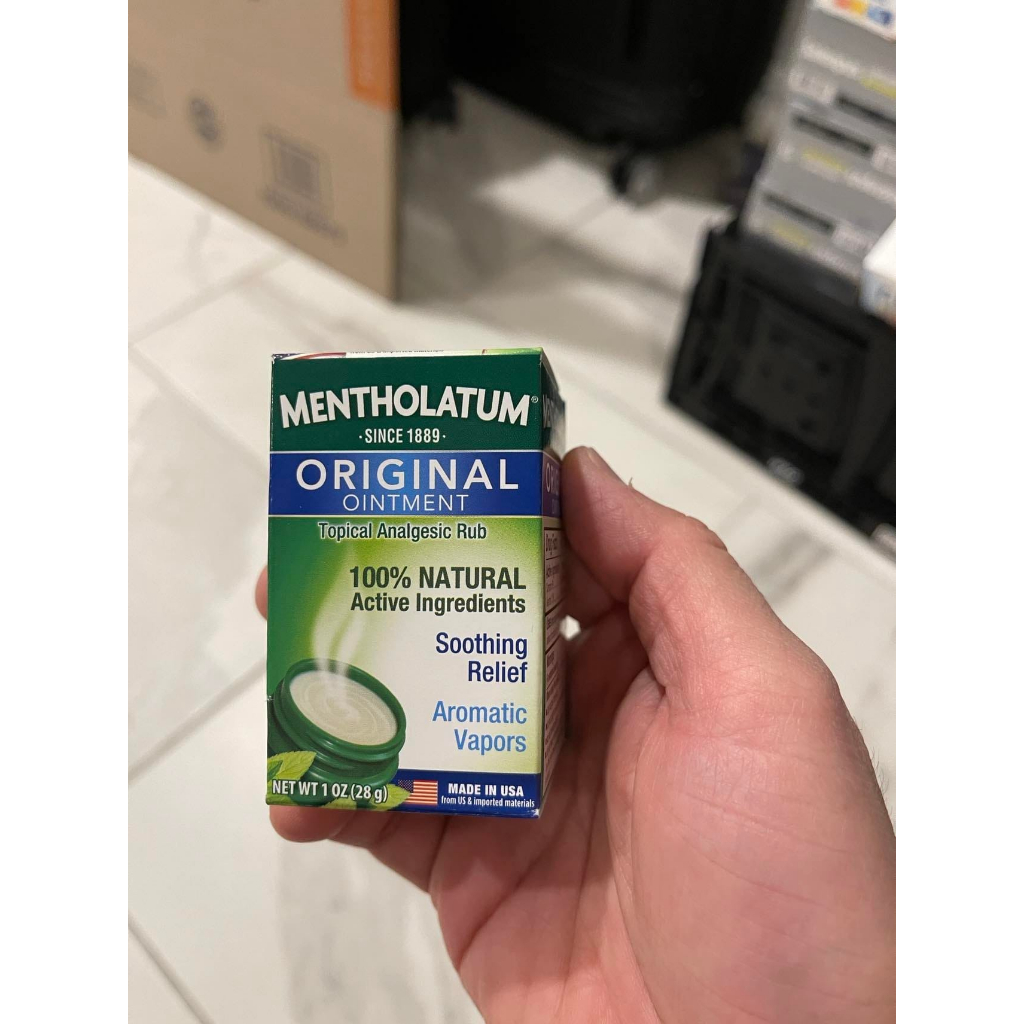 MENTHOLATUM®
·SINCE 1889·
ORIGINAL
OINTMENT
Topical Analgesic Rub
100% NATURAL
Active Ingredients
Soothing
Relief
Aromatic
Vapors
NET WT 1 OZ (28 g)
MADE IN USA
from US & imported materials